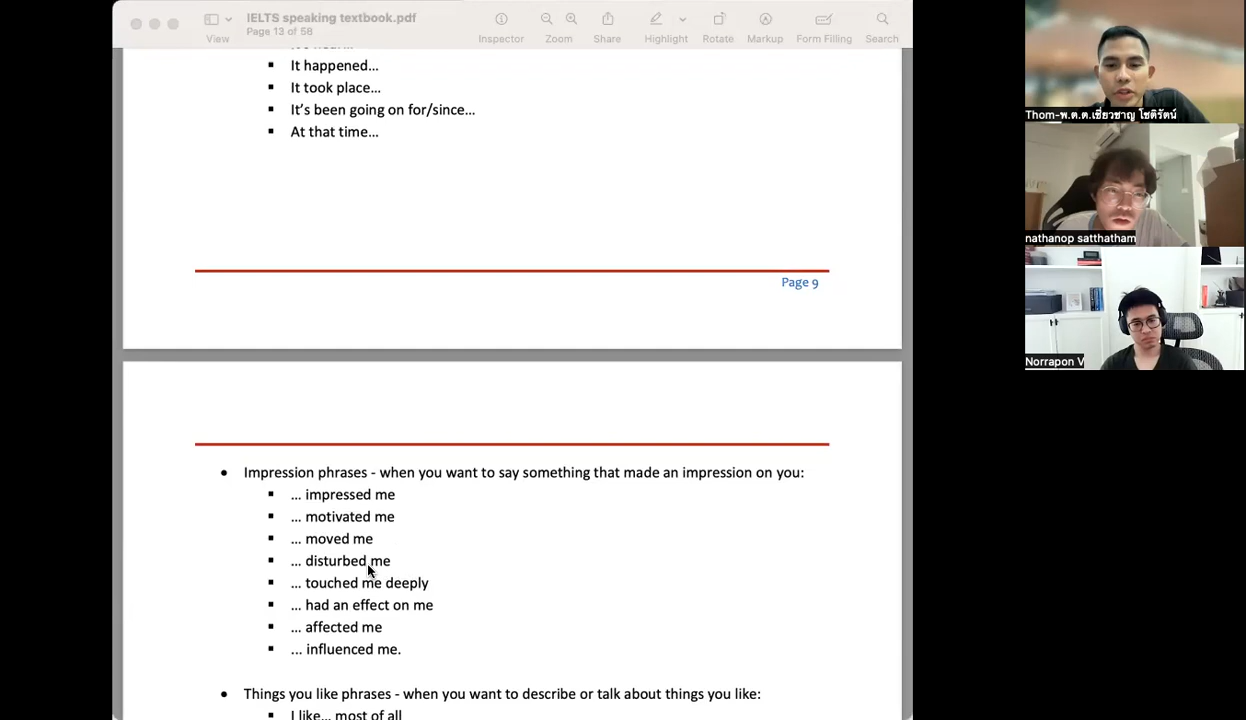 IELTS speaking textbook.pdf
Page 13 of 58
View
Inspector
Zoom
Share
Highlight
Rotate
Markup
Form Filling
Search
▪ It happened…
▪ It took place…
▪ It’s been going on for/since…
▪ At that time…
Page 9
• Impression phrases - when you want to say something that made an impression on you:
▪ … impressed me
▪ … motivated me
▪ … moved me
▪ … disturbed me
▪ … touched me deeply
▪ … had an effect on me
▪ … affected me
▪ … influenced me.
• Things you like phrases - when you want to describe or talk about things you like:
▪ I like… most of all
Thom-พ.ต.ต.เชี่ยวชาญ โชติรัตน์
nathanop satthatham
Norrapon V